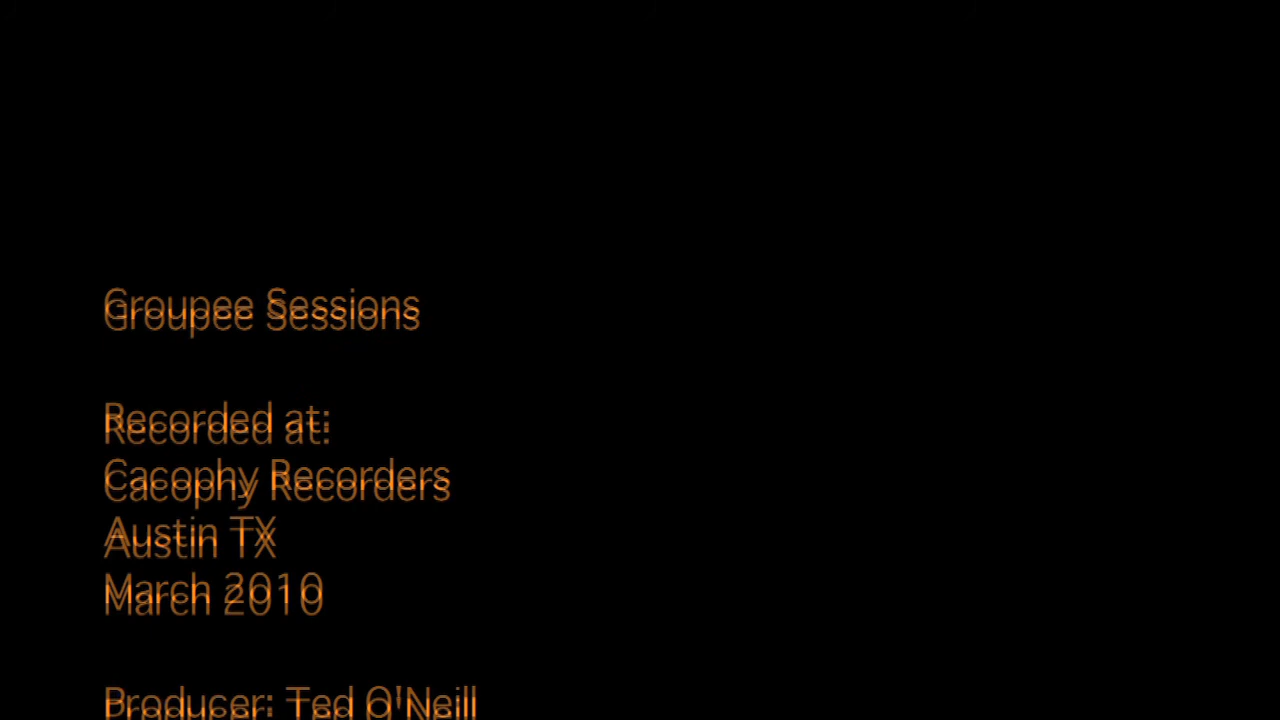 Groupee Sessions
Recorded at:
Cacophy Recorders
Austin TX
March 2010
Producer: Ted O'Neill